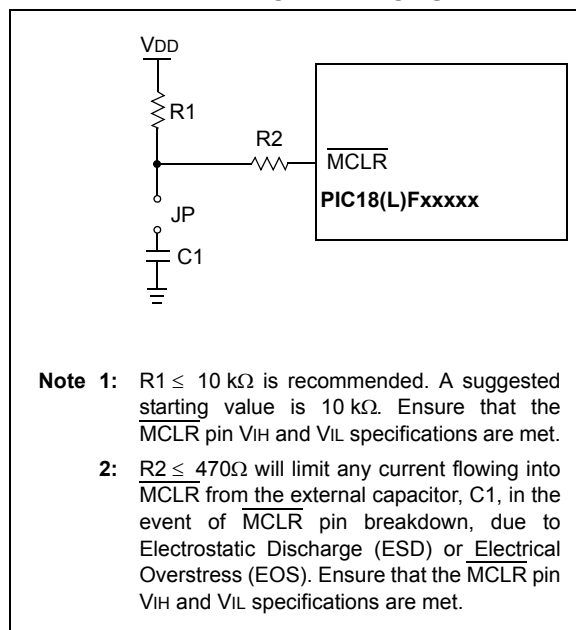 VDD
R1
R2
MCLR
PIC18(L)Fxxxxx
JP
C1
Note 1: R1 ≤ 10 kΩ is recommended. A suggested
starting value is 10 kΩ. Ensure that the
MCLR pin VIH and VIL specifications are met.
2: R2 ≤ 470Ω will limit any current flowing into
MCLR from the external capacitor, C1, in the
event of MCLR pin breakdown, due to
Electrostatic Discharge (ESD) or Electrical
Overstress (EOS). Ensure that the MCLR pin
VIH and VIL specifications are met.